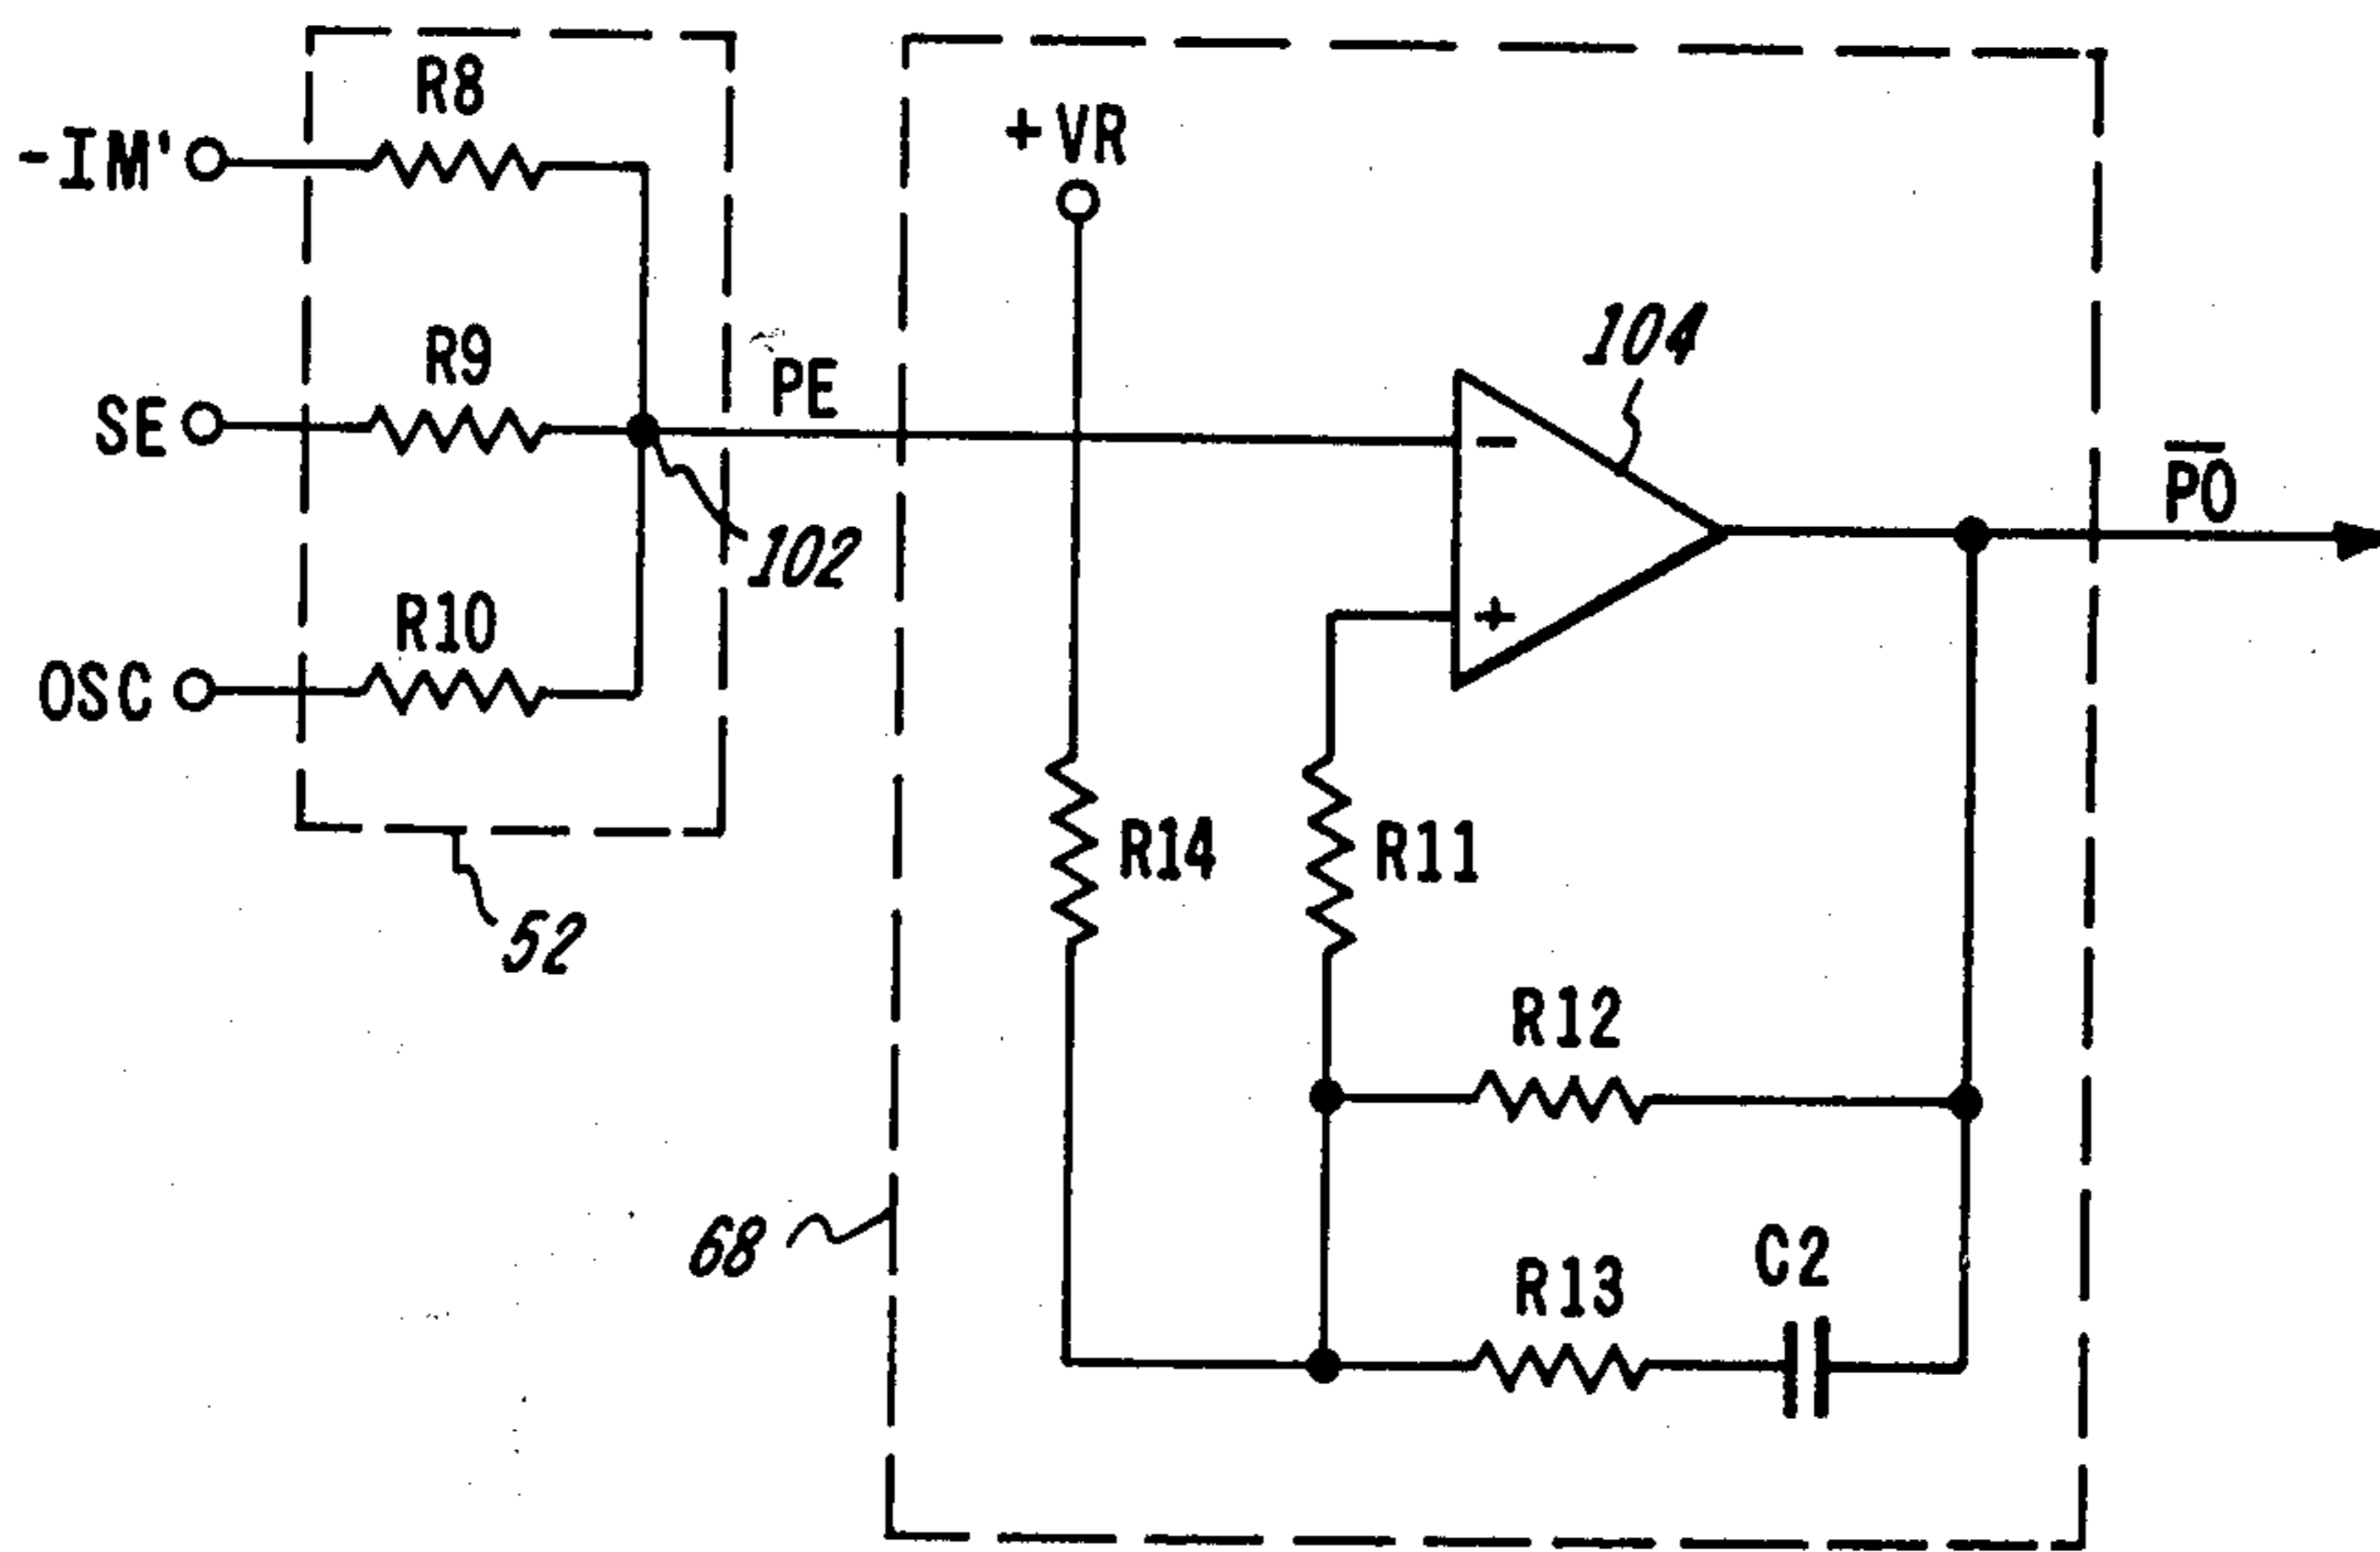 R8
-IM'
+VR
R9
SE
PE
104
PO
102
R10
OSC
-
+
R14
R11
52
R12
68
R13
C2